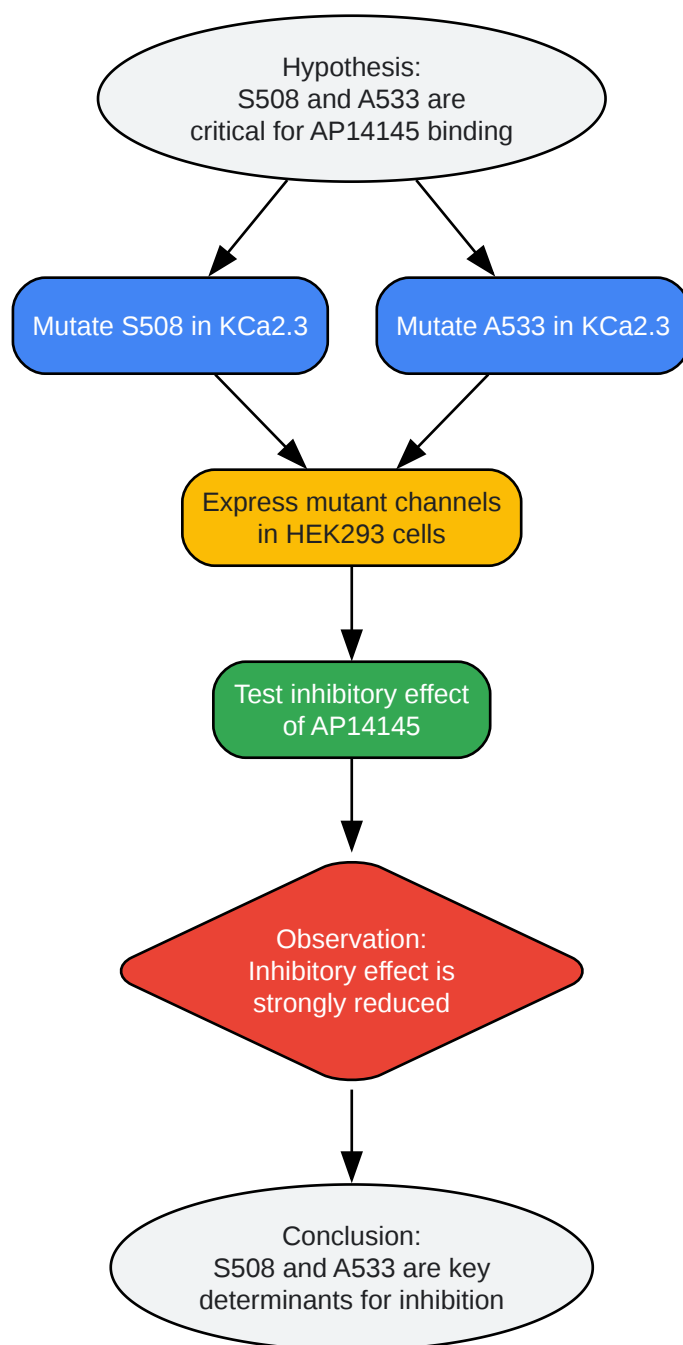 Hypothesis:
S508 and A533 are
critical for AP14145 binding
Mutate S508 in KCa2.3
Mutate A533 in KCa2.3
Express mutant channels
in HEK293 cells
Test inhibitory effect
of AP14145
Observation:
Inhibitory effect is
strongly reduced
Conclusion:
S508 and A533 are key
determinants for inhibition